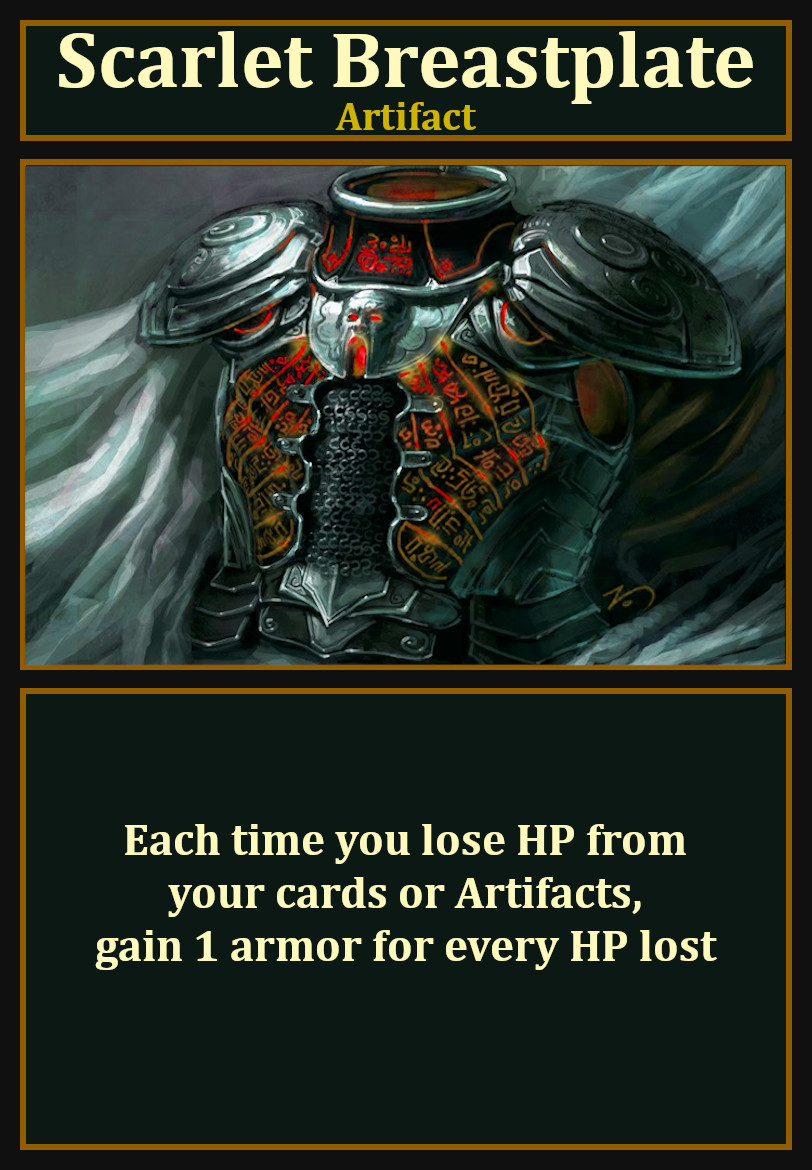 Scarlet Breastplate
Artifact
Each time you lose HP from
your cards or Artifacts,
gain 1 armor for every HP lost